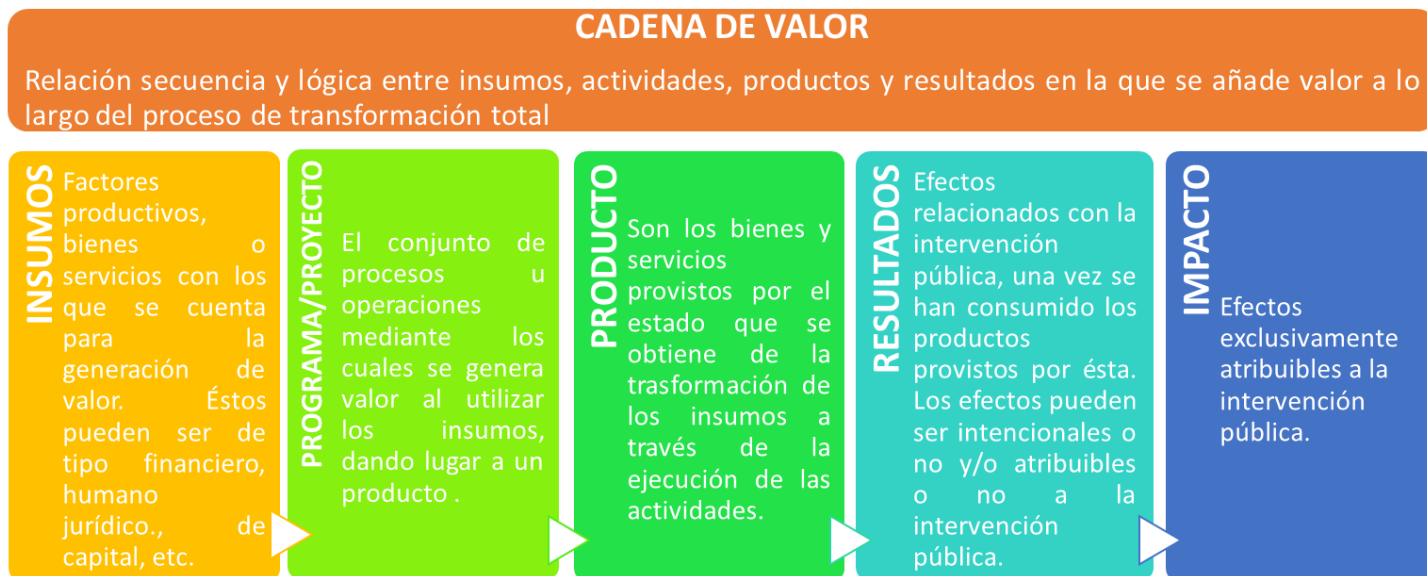 CADENA DE VALOR
Relación secuencia y lógica entre insumos, actividades, productos y resultados en la que se añade valor a lo
largo del proceso de transformación total
INSUMOS
Factores
productivos,
bienes o
servicios con los
que se cuenta
para la
generación de
valor. Éstos
pueden ser de
tipo financiero,
humano
jurídico., de
capital, etc.
PROGRAMA/PROYECTO
El conjunto de
procesos u
operaciones
mediante los
cuales se genera
valor al utilizar
los insumos,
dando lugar a un
producto .
PRODUCTO
Son los bienes y
servicios
provistos por el
estado que se
obtiene de la
trasformación de
los insumos a
través de la
ejecución de las
actividades.
RESULTADOS
Efectos
relacionados con la
intervención
pública, una vez se
han consumido los
productos
provistos por ésta.
Los efectos pueden
ser intencionales o
no y/o atribuibles
o no a la
intervención
pública.
IMPACTO
Efectos
exclusivamente
atribuibles a la
intervención
pública.